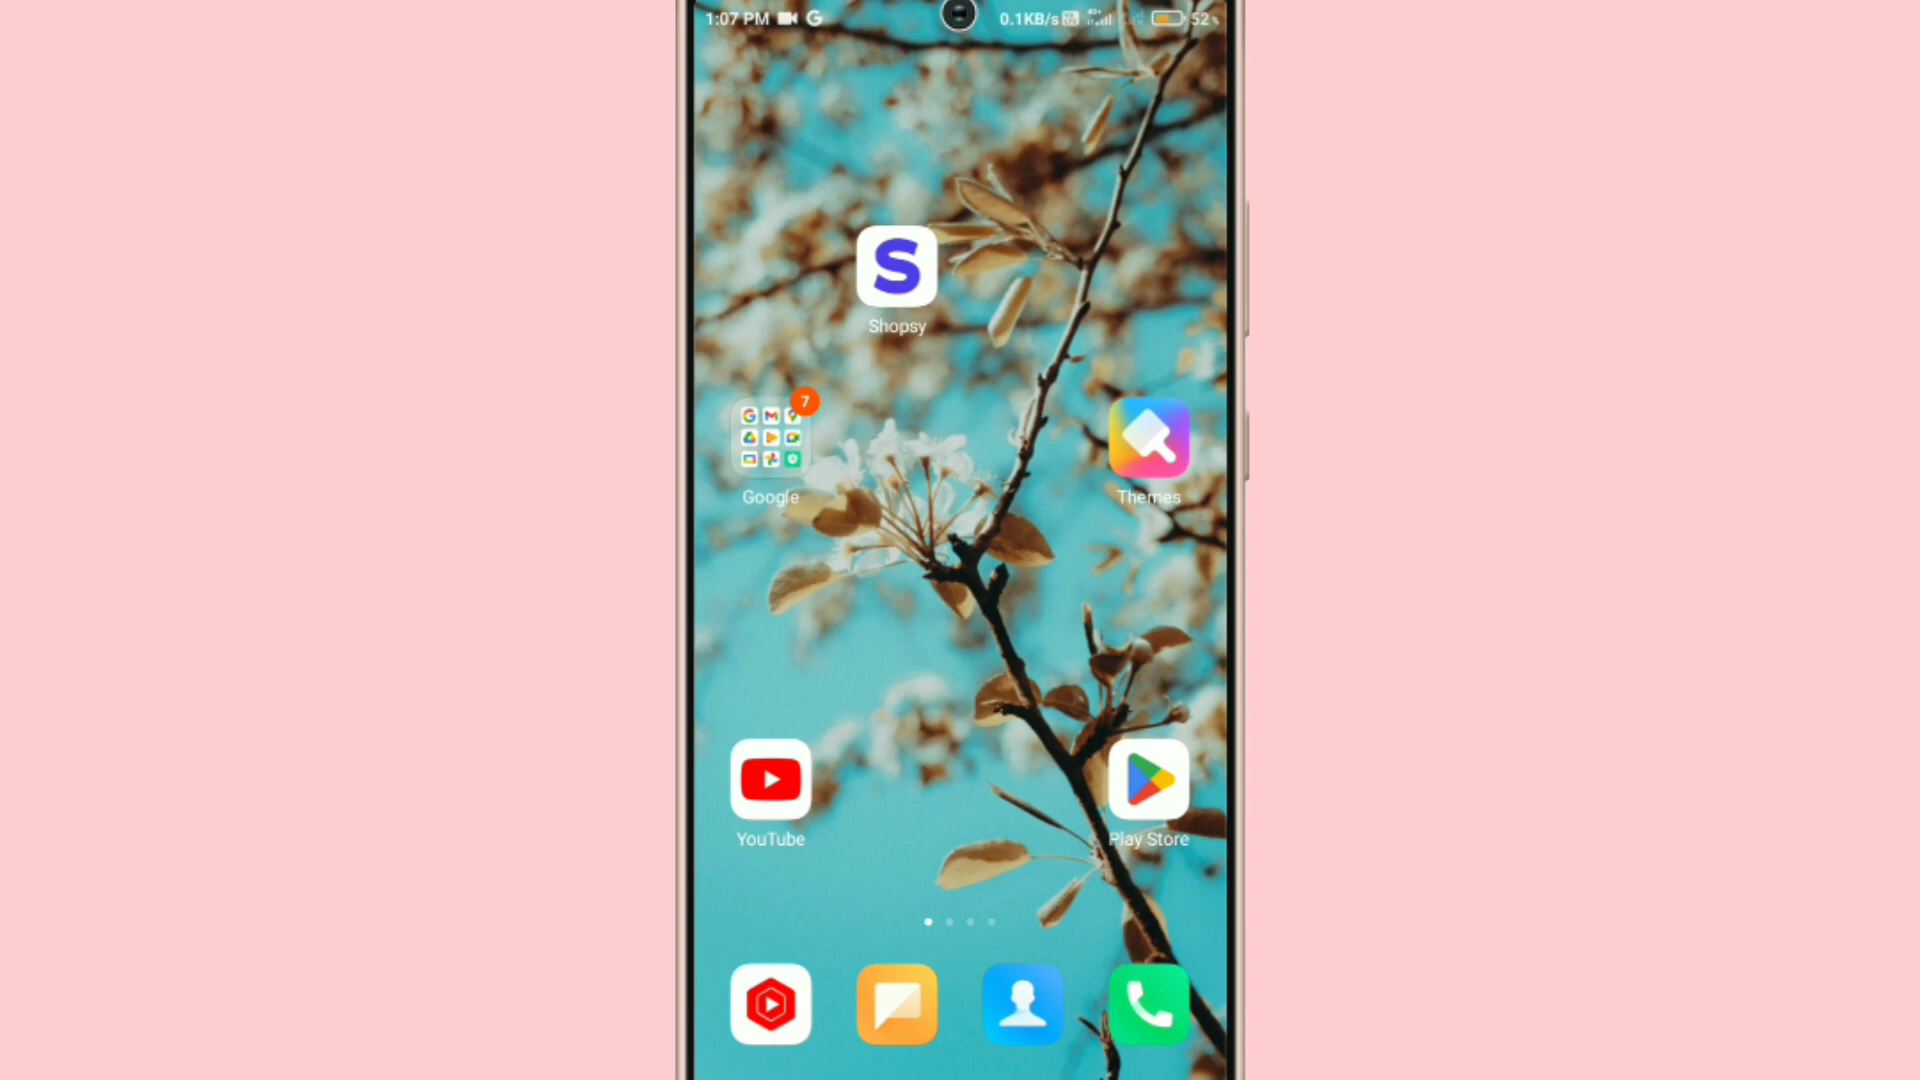 1:07 PM
0.1KB/s
52
Shopsy
7
Google
Themes
YouTube
Play Store